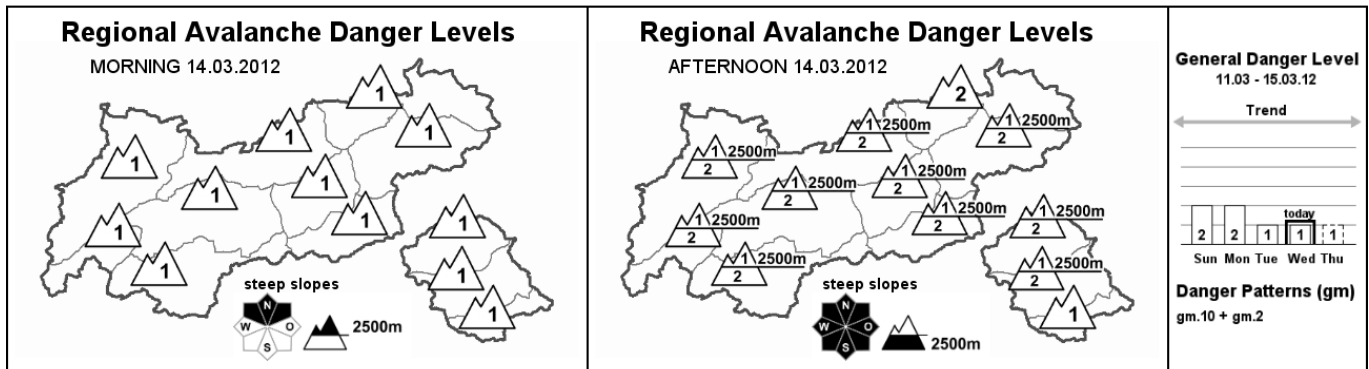 Regional Avalanche Danger Levels
MORNING 14.03.2012
1
1
1
1
1
1
1
1
1
1
1
1
steep slopes
N
W O
S
2500m
Regional Avalanche Danger Levels
AFTERNOON 14.03.2012
2
1 2500m
2
1 2500m
2
1 2500m
2
1 2500m
2
1 2500m
2
1 2500m
2
1 2500m
2
1 2500m
2
1 2500m
2
1 2500m
2
1
steep slopes
N
W O
S
2500m
General Danger Level
11.03 - 15.03.12
Trend
today
2 2 1 1 1
Sun Mon Tue Wed Thu
Danger Patterns (gm)
gm.10 + gm.2